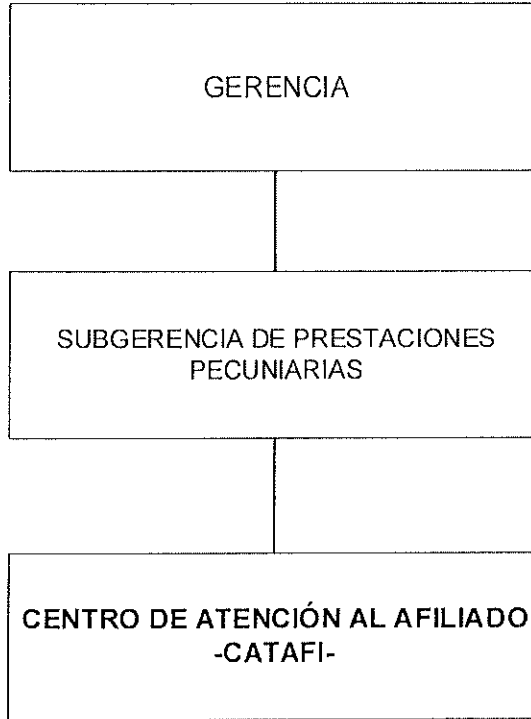 GERENCIA
SUBGERENCIA DE PRESTACIONES
PECUNIARIAS
CENTRO DE ATENCIÓN AL AFILIADO
-CATAFI-